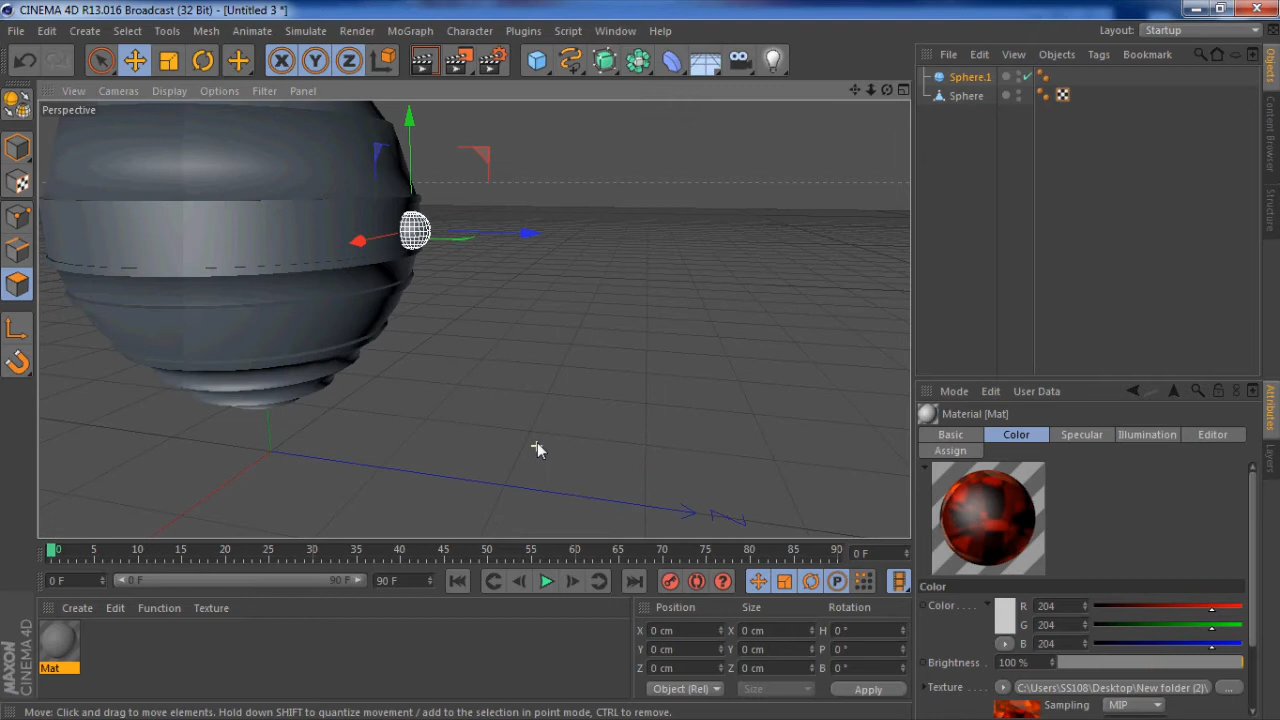 CINEMA 4D R13.016 Broadcast (32 Bit) - [Untitled 3 *]
File Edit Create Select Tools Mesh Animate Simulate Render MoGraph Character Plugins Script Window Help
Layout: Startup
View Cameras Display Options Filter Panel
Perspective
File Edit View Objects Tags Bookmark
Sphere.1
Sphere
Objects
Content Browser
Structure
Mode Edit User Data
Material [Mat]
Basic Color Specular Illumination Editor
Assign
Attributes
Layers
Color
Color . . . . R 204
G 204
B 204
Brightness . 100 %
Texture . . . . C:\Users\SS108\Desktop\New folder (2)\
Sampling MIP
0 5 10 15 20 25 30 35 40 45 50 55 60 65 70 75 80 85 90 0 F
0 F 0 F 90 F 90 F
Create Edit Function Texture
Mat
Position Size Rotation
X 0 cm X 0 cm H 0 °
Y 0 cm Y 0 cm P 0 °
Z 0 cm Z 0 cm B 0 °
Object (Rel) Size Apply
MAXON
CINEMA 4D
Move: Click and drag to move elements. Hold down SHIFT to quantize movement / add to the selection in point mode, CTRL to remove.